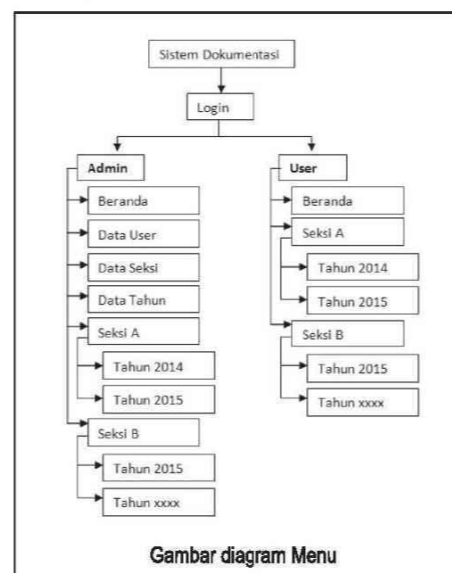 Sistem Dokumentasi
Login
Admin
Beranda
Data User
Data Seksi
Data Tahun
Seksi A
Tahun 2014
Tahun 2015
Seksi B
Tahun 2015
Tahun xxxx
User
Beranda
Seksi A
Tahun 2014
Tahun 2015
Seksi B
Tahun 2015
Tahun xxxx
Gambar diagram Menu